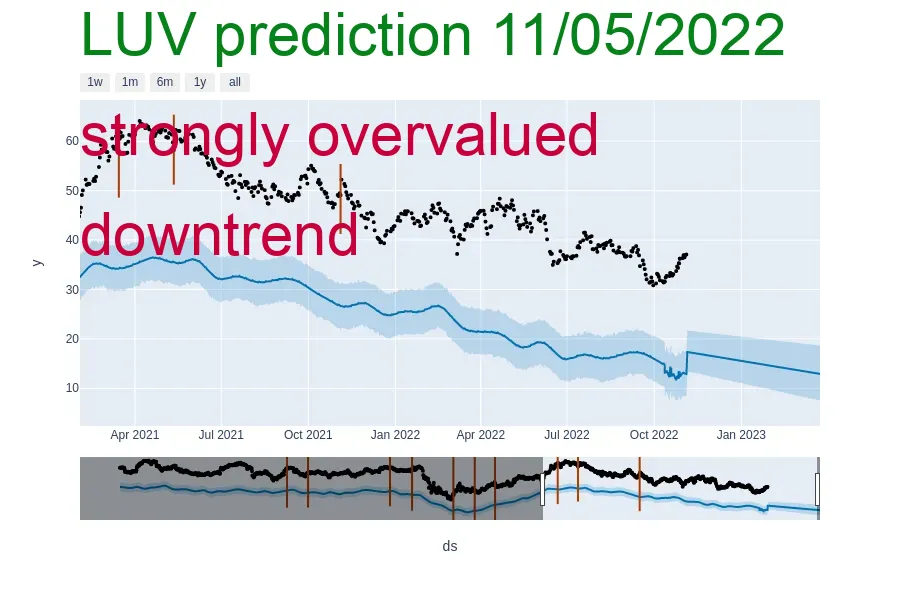 LUV prediction 11/05/2022
1w 1m 6m 1y all
strongly overvalued
downtrend
60
50
40
30
20
10
y
Apr 2021 Jul 2021 Oct 2021 Jan 2022 Apr 2022 Jul 2022 Oct 2022 Jan 2023
ds